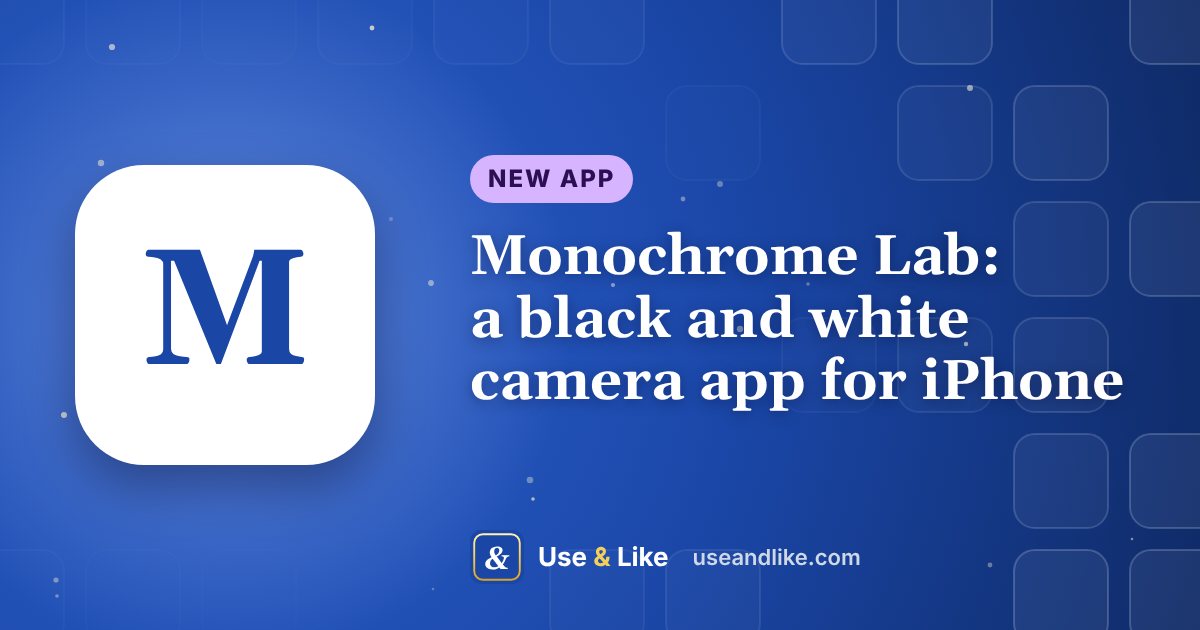 M
NEW APP
Monochrome Lab:
a black and white
camera app for iPhone
& Use & Like useandlike.com